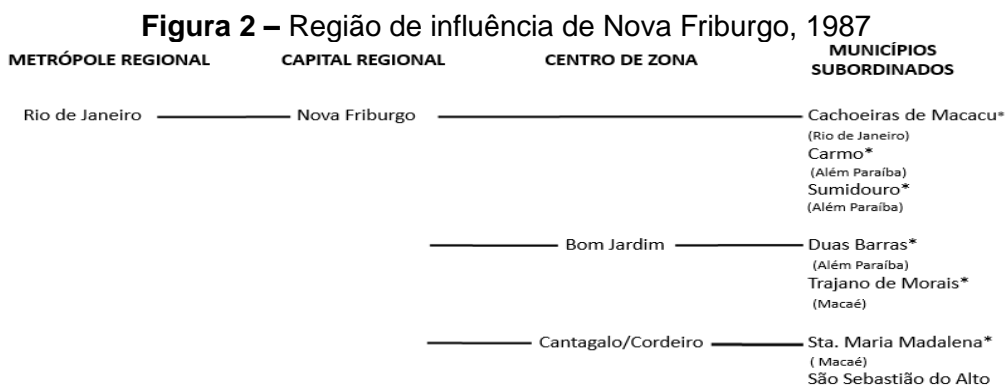 Figura 2 – Região de influência de Nova Friburgo, 1987
METRÓPOLE REGIONAL CAPITAL REGIONAL CENTRO DE ZONA MUNICÍPIOS SUBORDINADOS
Rio de Janeiro Nova Friburgo Cachoeiras de Macacu*
(Rio de Janeiro)
Carmo*
(Além Paraíba)
Sumidouro*
(Além Paraíba)
Bom Jardim Duas Barras*
(Além Paraíba)
Trajano de Morais*
(Macaé)
Cantagalo/Cordeiro Sta. Maria Madalena*
( Macaé)
São Sebastião do Alto